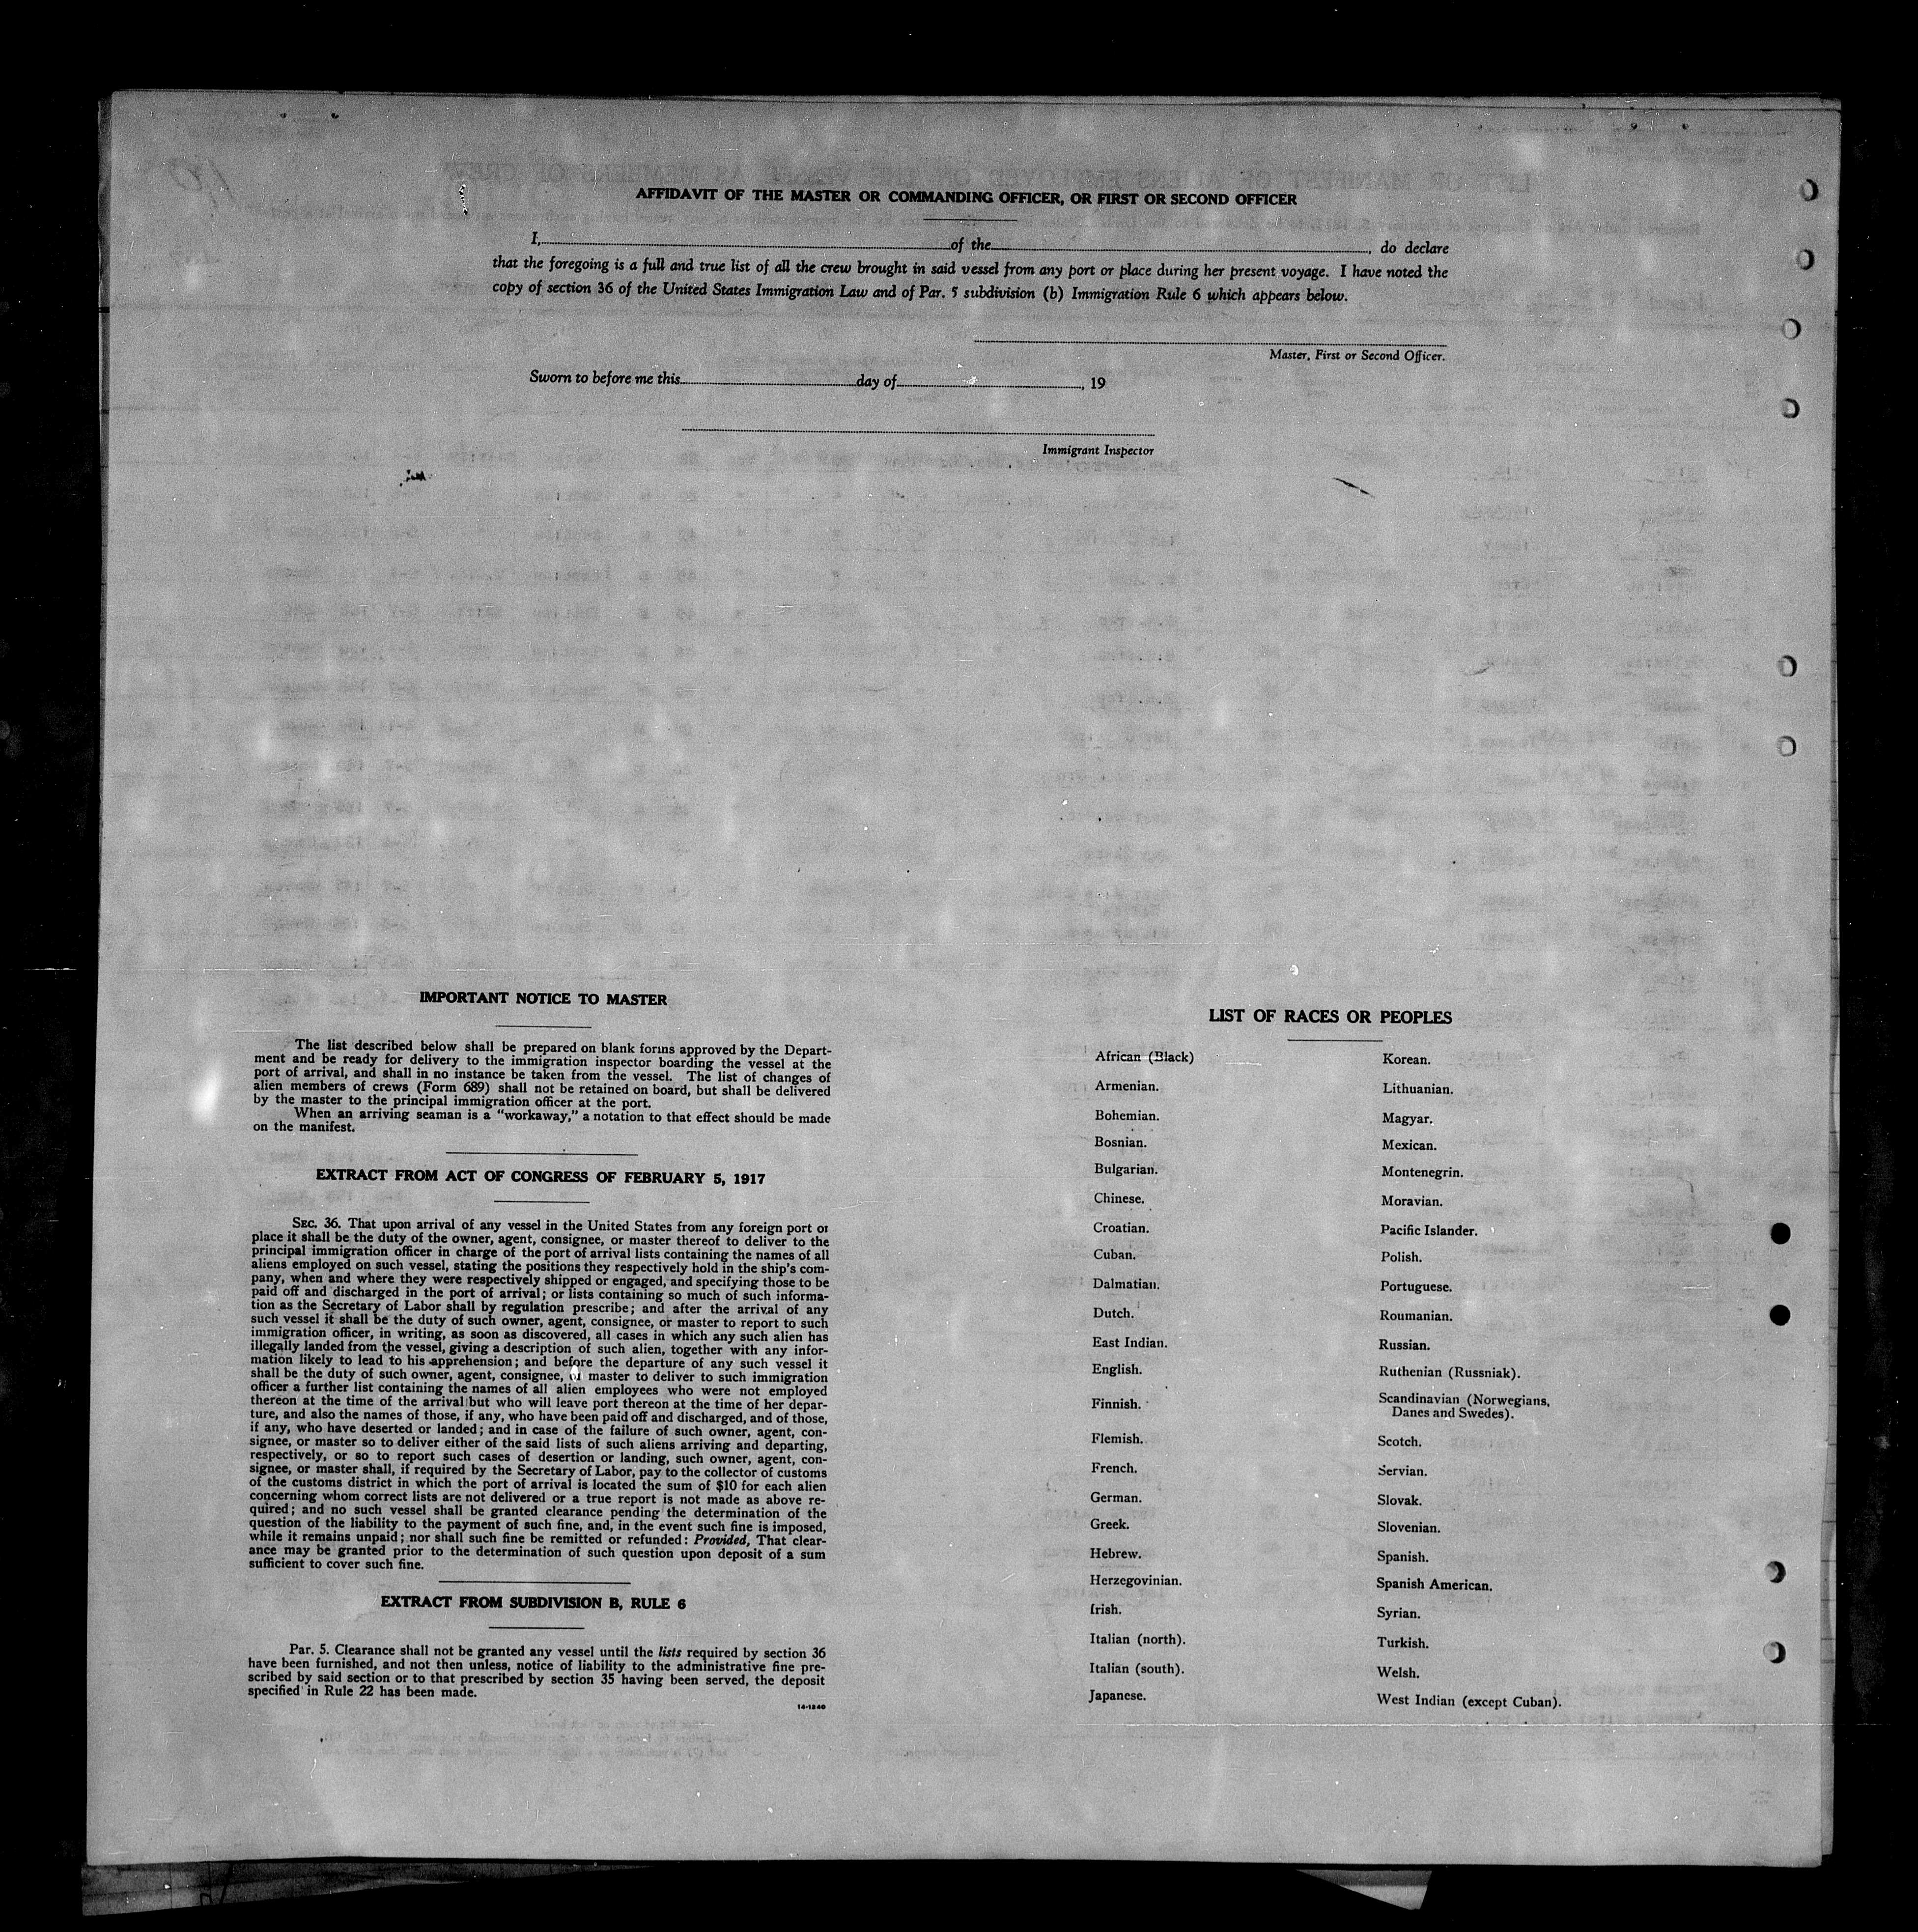 AFFIDAVIT OF THE MASTER OR COMMANDING OFFICER, OR FIRST OR SECOND OFFICER
I, of the , do declare
that the foregoing is a full and true list of all the crew brought in said vessel from any port or place during her present voyage. I have noted the
copy of section 36 of the United States Immigration Law and of Par. 5 subdivision (b) Immigration Rule 6 which appears below.
Master, First or Second Officer.
Sworn to before me this day of , 19
Immigrant Inspector
IMPORTANT NOTICE TO MASTER
The list described below shall be prepared on blank forms approved by the Depart-
ment and be ready for delivery to the immigration inspector boarding the vessel at the
port of arrival, and shall in no instance be taken from the vessel. The list of changes of
alien members of crews (Form 689) shall not be retained on board, but shall be delivered
by the master to the principal immigration officer at the port.
When an arriving seaman is a "workaway," a notation to that effect should be made
on the manifest.
EXTRACT FROM ACT OF CONGRESS OF FEBRUARY 5, 1917
SEC. 36. That upon arrival of any vessel in the United States from any foreign port or
place it shall be the duty of the owner, agent, consignee, or master thereof to deliver to the
principal immigration officer in charge of the port of arrival lists containing the names of all
aliens employed on such vessel, stating the positions they respectively hold in the ship's com-
pany, when and where they were respectively shipped or engaged, and specifying those to be
paid off and discharged in the port of arrival; or lists containing so much of such informa-
tion as the Secretary of Labor shall by regulation prescribe; and after the arrival of any
such vessel it shall be the duty of such owner, agent, consignee, or master to report to such
immigration officer, in writing, as soon as discovered, all cases in which any such alien has
illegally landed from the vessel, giving a description of such alien, together with any infor-
mation likely to lead to his apprehension; and before the departure of any such vessel it
shall be the duty of such owner, agent, consignee, or master to deliver to such immigration
officer a further list containing the names of all alien employees who were not employed
thereon at the time of the arrival but who will leave port thereon at the time of her depar-
ture, and also the names of those, if any, who have been paid off and discharged, and of those,
if any, who have deserted or landed; and in case of the failure of such owner, agent, con-
signee, or master so to deliver either of the said lists of such aliens arriving and departing,
respectively, or so to report such cases of desertion or landing, such owner, agent, con-
signee, or master shall, if required by the Secretary of Labor, pay to the collector of customs
of the customs district in which the port of arrival is located the sum of $10 for each alien
concerning whom correct lists are not delivered or a true report is not made as above re-
quired; and no such vessel shall be granted clearance pending the determination of the
question of the liability to the payment of such fine, and, in the event such fine is imposed,
while it remains unpaid; nor shall such fine be remitted or refunded: Provided, That clear-
ance may be granted prior to the determination of such question upon deposit of a sum
sufficient to cover such fine.
EXTRACT FROM SUBDIVISION B, RULE 6
Par. 5. Clearance shall not be granted any vessel until the lists required by section 36
have been furnished, and not then unless, notice of liability to the administrative fine pre-
scribed by said section or to that prescribed by section 35 having been served, the deposit
specified in Rule 22 has been made.
14-1240
LIST OF RACES OR PEOPLES
African (Black)
Armenian.
Bohemian.
Bosnian.
Bulgarian.
Chinese.
Croatian.
Cuban.
Dalmatian.
Dutch.
East Indian.
English.
Finnish.
Flemish.
French.
German.
Greek.
Hebrew.
Herzegovinian.
Irish.
Italian (north).
Italian (south).
Japanese.
Korean.
Lithuanian.
Magyar.
Mexican.
Montenegrin.
Moravian.
Pacific Islander.
Polish.
Portuguese.
Roumanian.
Russian.
Ruthenian (Russniak).
Scandinavian (Norwegians,
Danes and Swedes).
Scotch.
Servian.
Slovak.
Slovenian.
Spanish.
Spanish American.
Syrian.
Turkish.
Welsh.
West Indian (except Cuban).